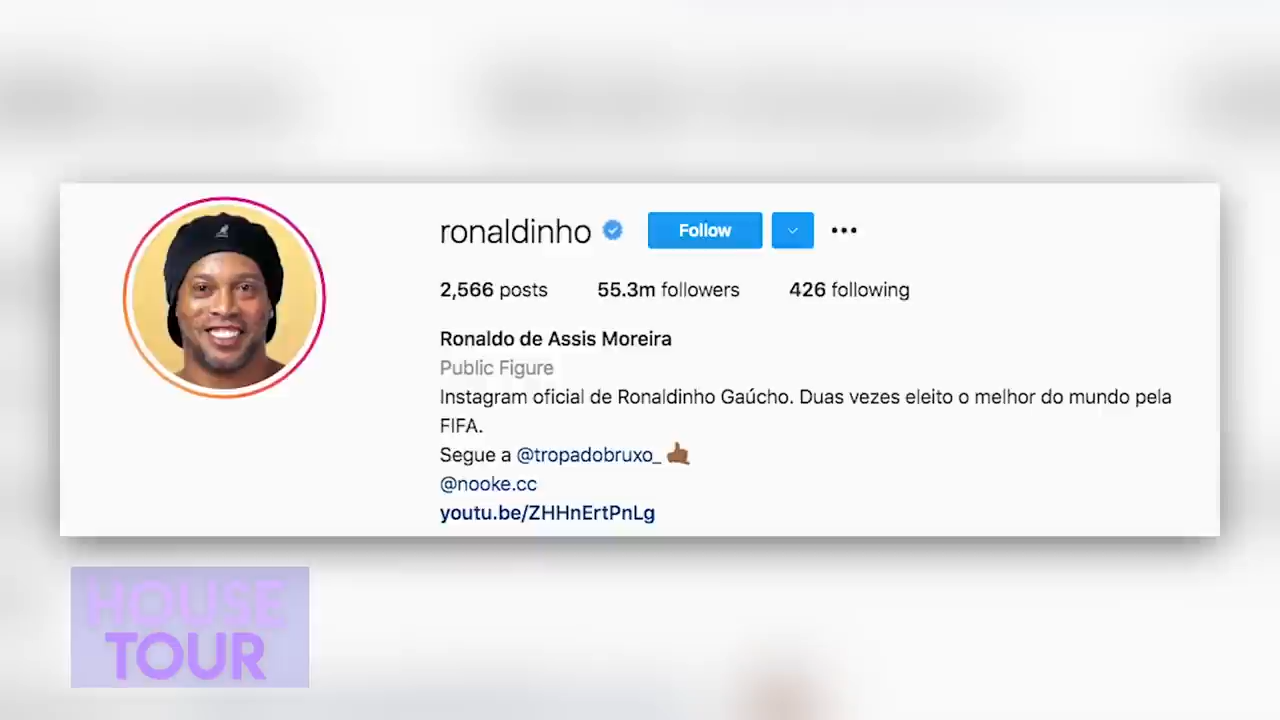 ronaldinho
Follow
2,566 posts 55.3m followers 426 following
Ronaldo de Assis Moreira
Public Figure
Instagram oficial de Ronaldinho Gaúcho. Duas vezes eleito o melhor do mundo pela
FIFA.
Segue a @tropadobruxo_ 🤙🏾
@nooke.cc
youtu.be/ZHHnErtPnLg
HOUSE
TOUR